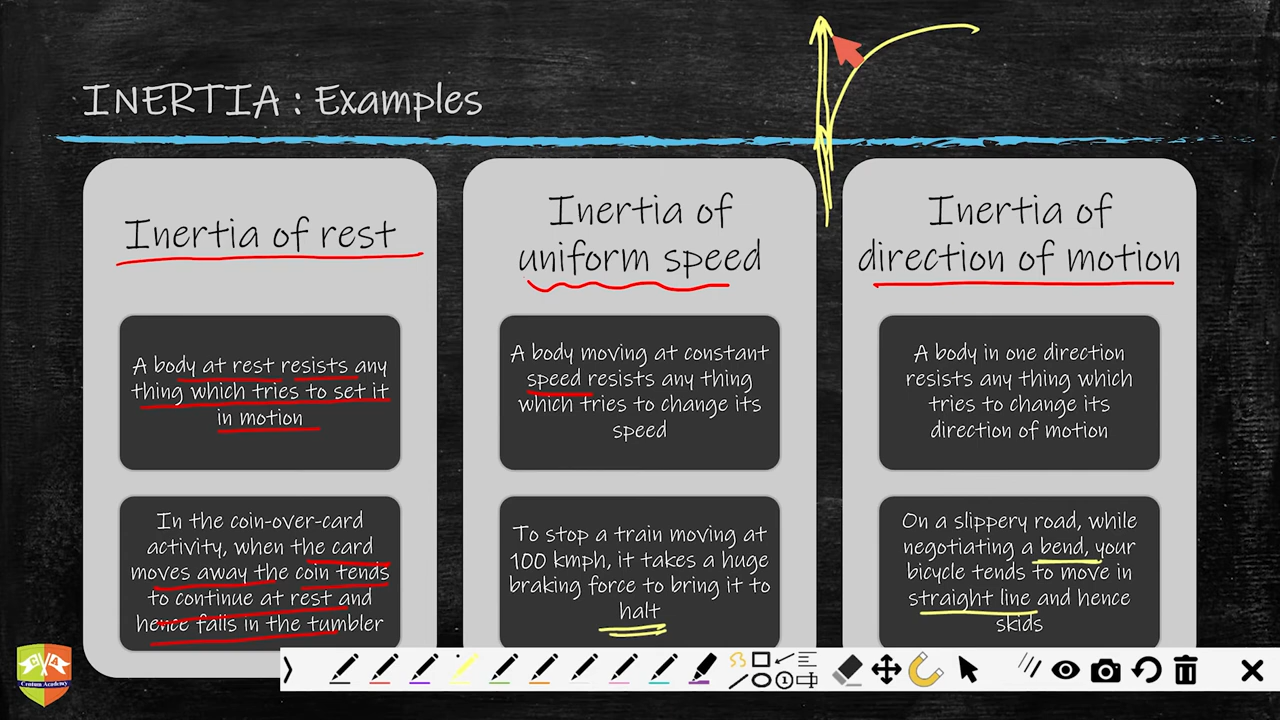 INERTIA : Examples
Inertia of rest
A body at rest resists any
thing which tries to set it
in motion
In the coin-over-card
activity, when the card
moves away the coin tends
to continue at rest and
hence falls in the tumbler
Inertia of
uniform speed
A body moving at constant
speed resists any thing
which tries to change its
speed
To stop a train moving at
100 kmph, it takes a huge
braking force to bring it to
halt
Inertia of
direction of motion
A body in one direction
resists any thing which
tries to change its
direction of motion
On a slippery road, while
negotiating a bend, your
bicycle tends to move in
straight line and hence
skids
CVA
Centum Academy